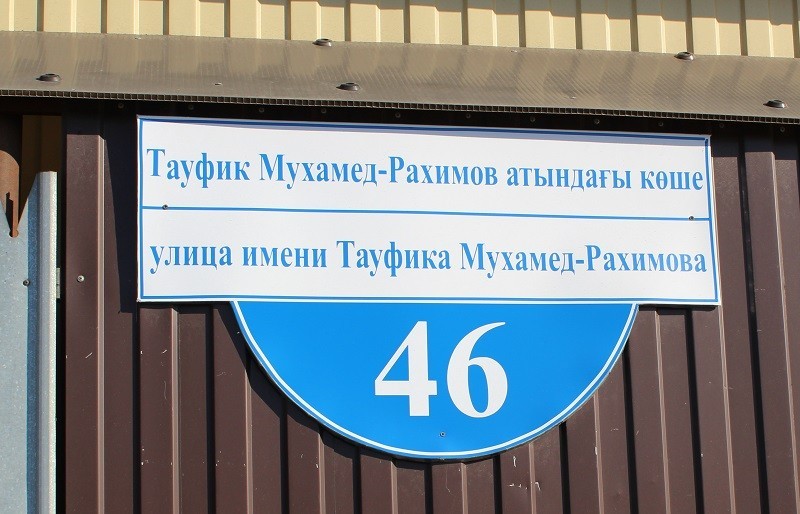 Тауфик Мухамед-Рахимов атындағы көше
улица имени Тауфика Мухамед-Рахимова
46